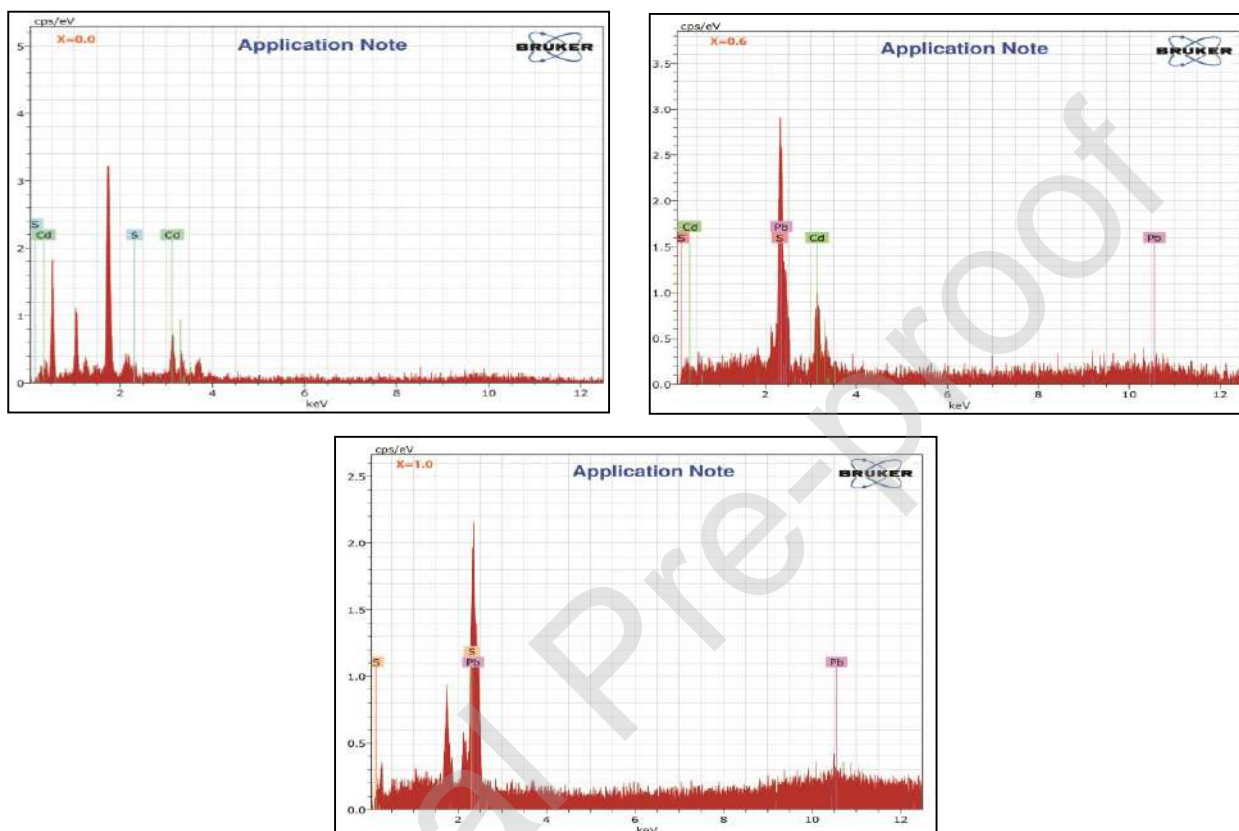 cps/eV
X=0.0
Application Note
BRUKER
5
4
3
2
1
0
S
Cd
S
Cd
2 4 6 8 10 12
keV
cps/eV
X=0.6
Application Note
BRUKER
3.5
3.0
2.5
2.0
1.5
1.0
0.5
0.0
Cd
S
Pb
S
Cd
Pb
2 4 6 8 10 12
keV
cps/eV
X=1.0
Application Note
BRUKER
2.5
2.0
1.5
1.0
0.5
0.0
S
S
Pb
Pb
2 4 6 8 10 12
keV
al Pre-proof